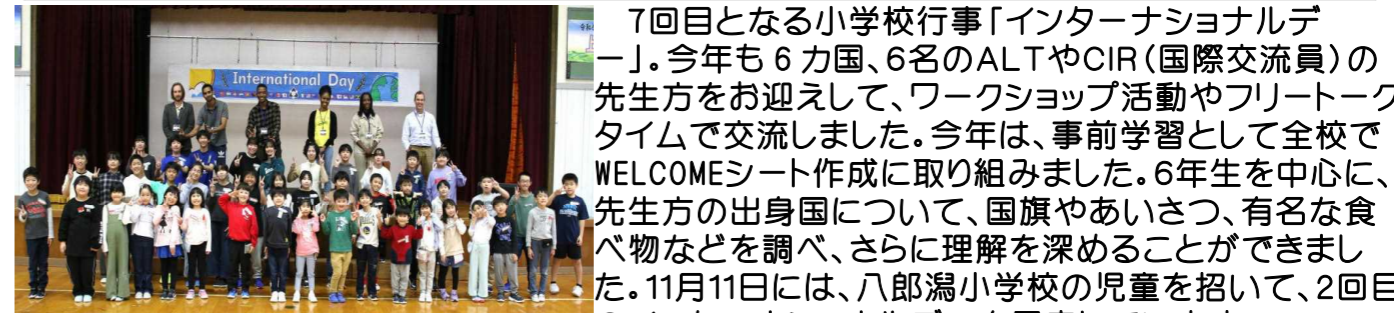 International Day
7回目となる小学校行事「インターナショナルデ
ー」。今年も6カ国、6名のALTやCIR(国際交流員)の
先生方をお迎えして、ワークショップ活動やフリートーク
タイムで交流しました。今年は、事前学習として全校で
WELCOMEシート作成に取り組みました。6年生を中心に、
先生方の出身国について、国旗やあいさつ、有名な食
べ物などを調べ、さらに理解を深めることができまし
た。11月11日には、八郎潟小学校の児童を招いて、2回目